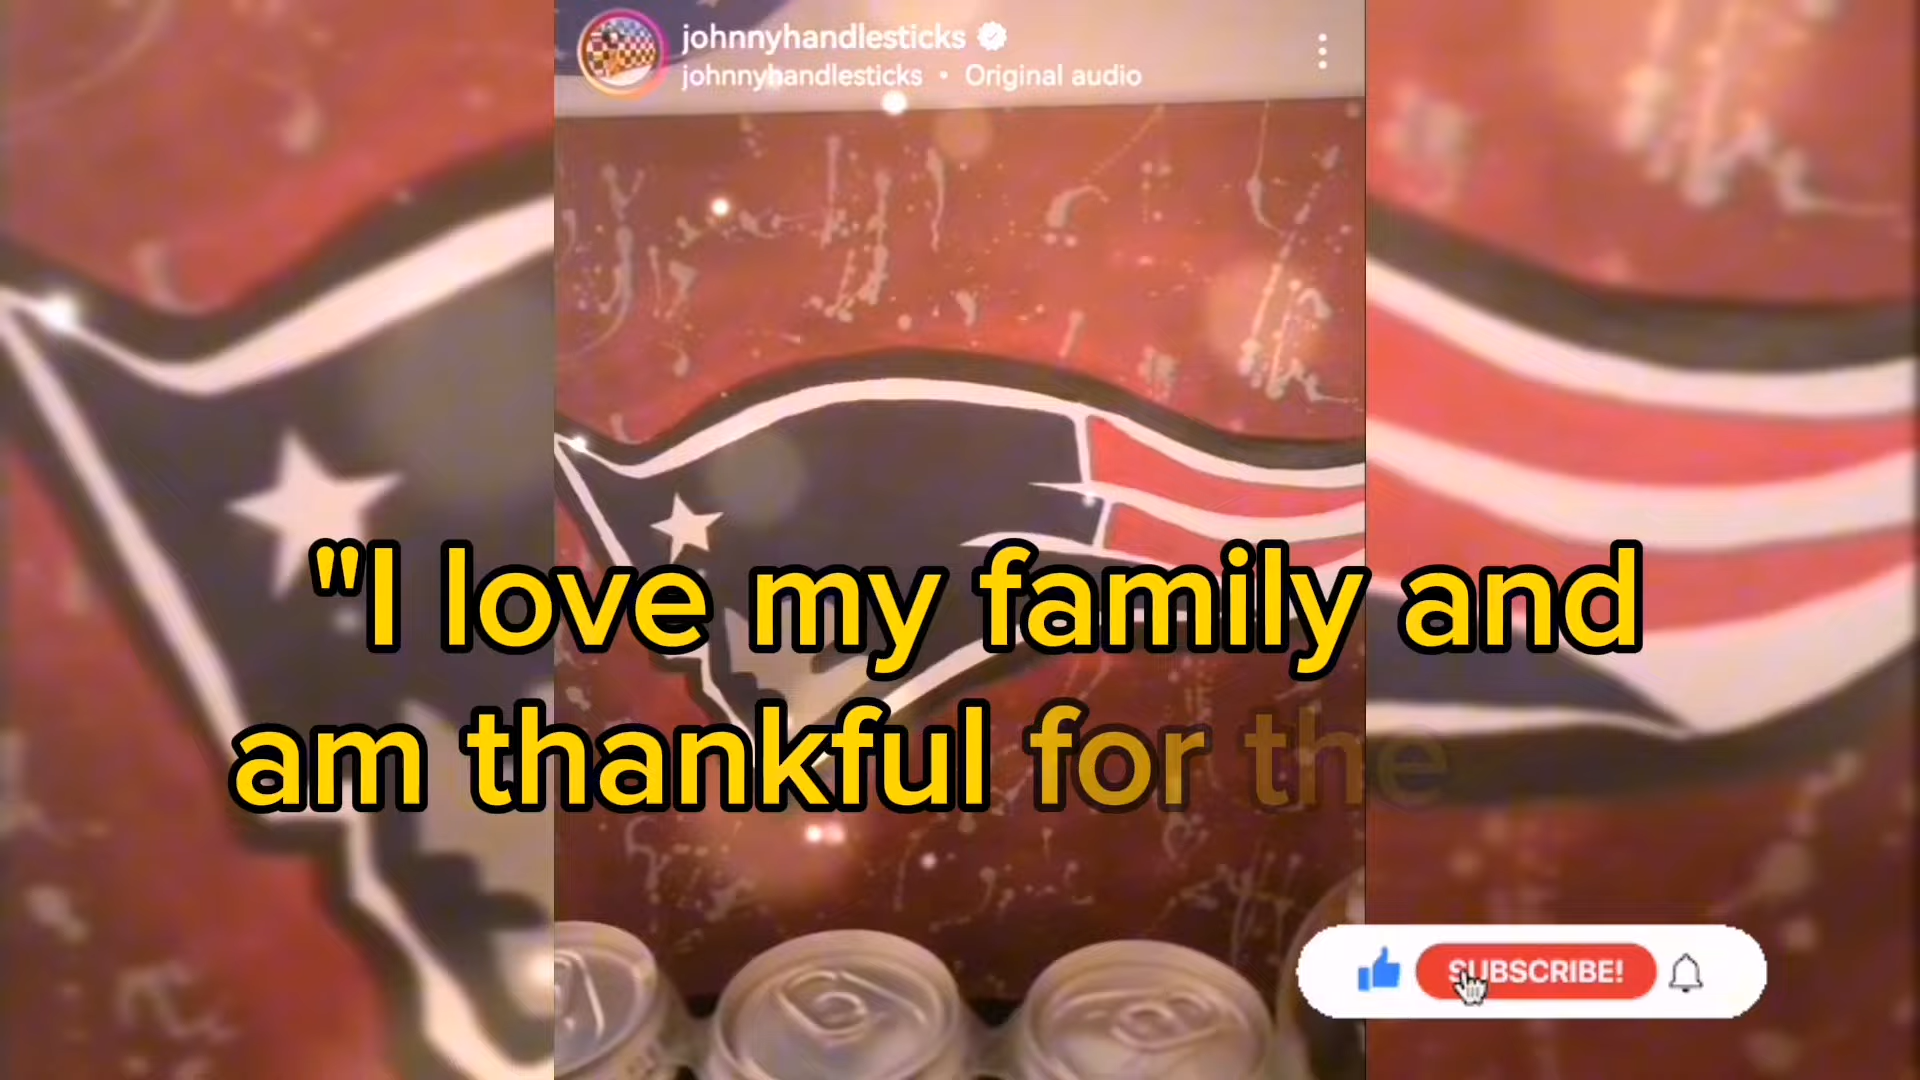 johnnyhandlesticks
johnnyhandlesticks • Original audio
"I love my family and
am thankful for the
SUBSCRIBE!